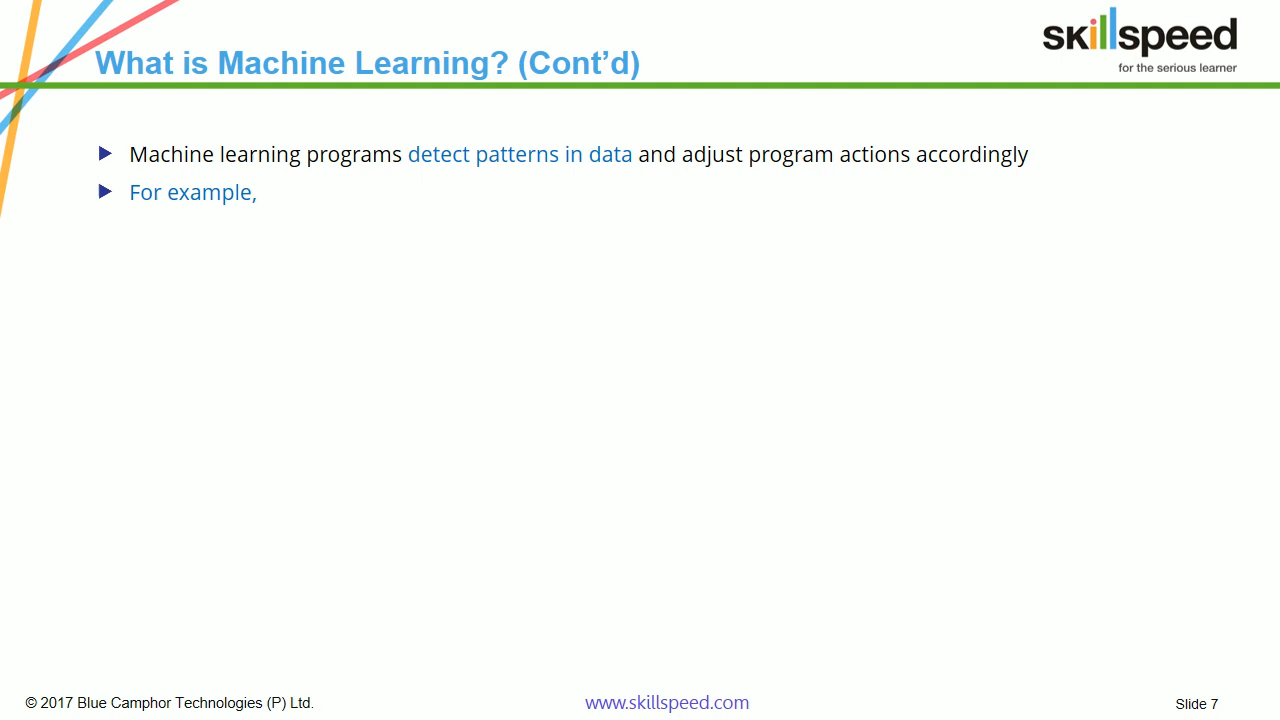 What is Machine Learning? (Cont’d)
skillspeed
for the serious learner
Machine learning programs detect patterns in data and adjust program actions accordingly
For example,
© 2017 Blue Camphor Technologies (P) Ltd.
www.skillspeed.com
Slide 7